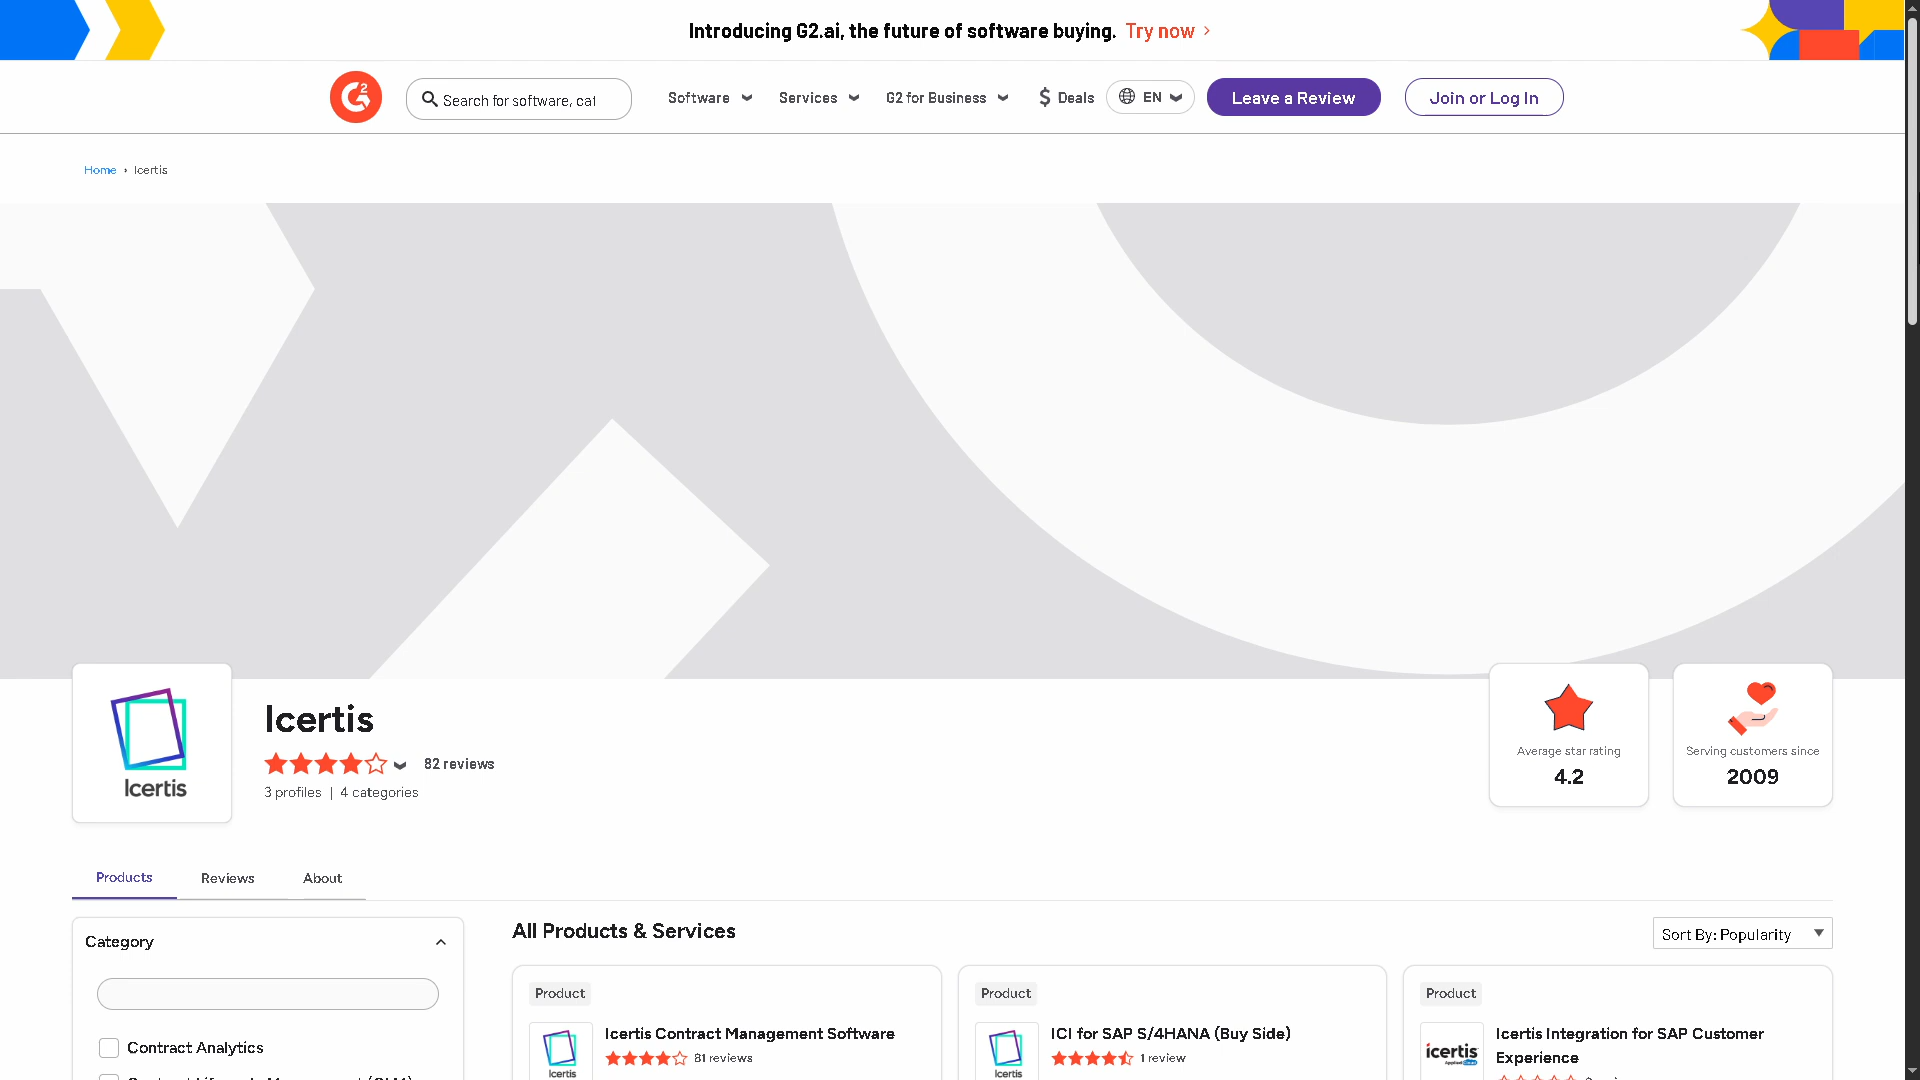 Introducing G2.ai, the future of software buying. Try now
Search for software, cat
Software
Services
G2 for Business
Deals
EN
Leave a Review
Join or Log In
Home › Icertis
Icertis
Icertis
82 reviews
3 profiles | 4 categories
Average star rating
4.2
Serving customers since
2009
Products
Reviews
About
Category
Contract Analytics
All Products & Services
Sort By: Popularity
Product
Icertis
Icertis Contract Management Software
81 reviews
Product
Icertis
ICI for SAP S/4HANA (Buy Side)
1 review
Product
icertis
Icertis Integration for SAP Customer
Experience